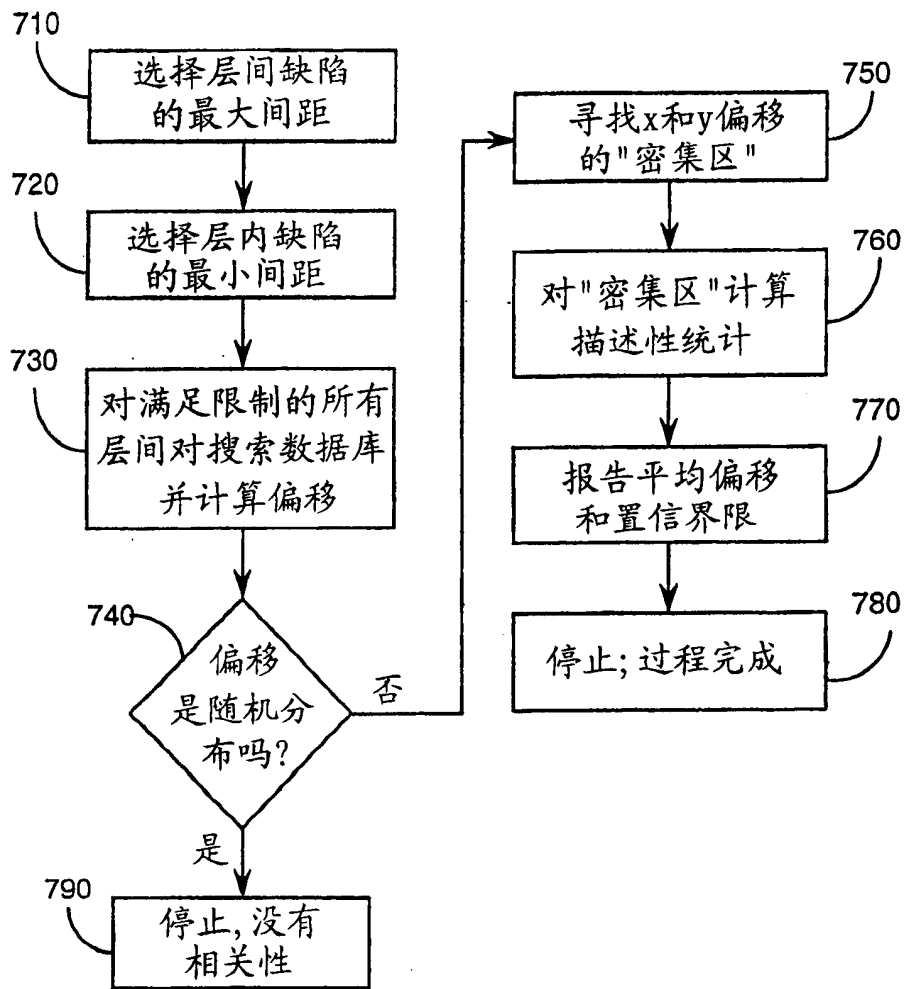 710
选择层间缺陷
的最大间距
720
选择层内缺陷
的最小间距
730
对满足限制的所有
层间对搜索数据库
并计算偏移
740
偏移
是随机分
布吗?
否
是
790
停止,没有
相关性
750
寻找x和y偏移
的"密集区"
760
对"密集区"计算
描述性统计
770
报告平均偏移
和置信界限
780
停止;过程完成